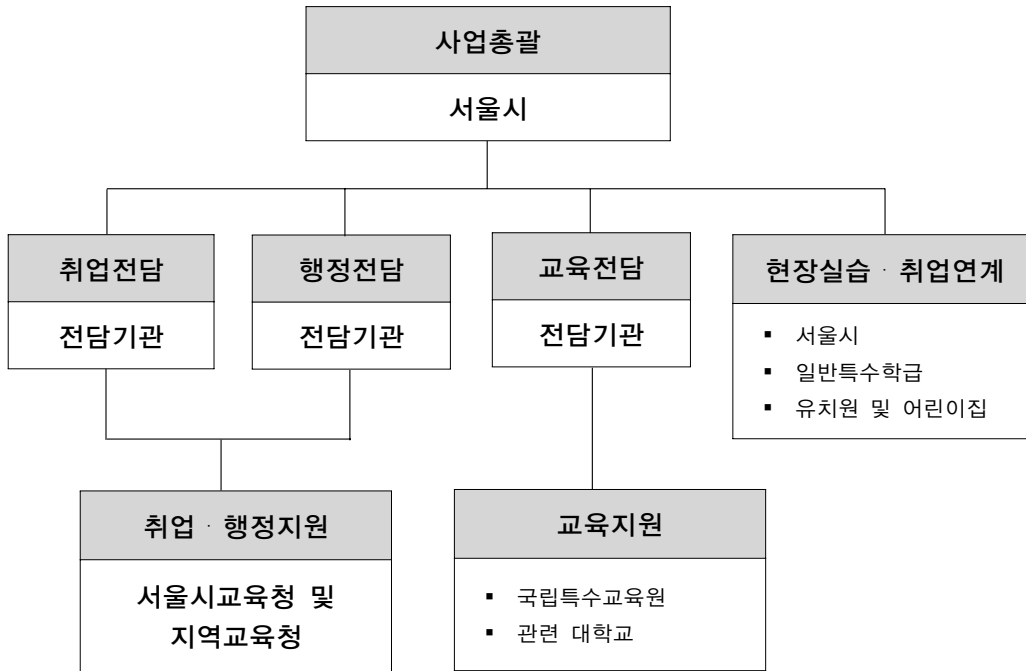 사업총괄
서울시
취업전담
전담기관
행정전담
전담기관
교육전담
전담기관
현장실습 · 취업연계
▪ 서울시
▪ 일반특수학급
▪ 유치원 및 어린이집
취업 · 행정지원
서울시교육청 및
지역교육청
교육지원
▪ 국립특수교육원
▪ 관련 대학교